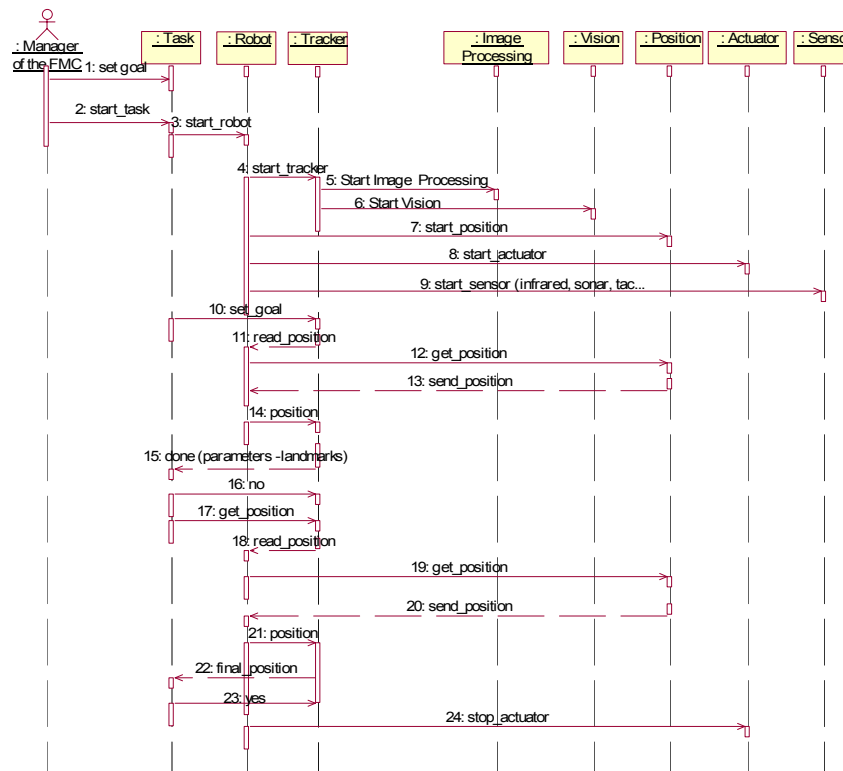 : Manager
of the FMC
: Task
: Robot
: Tracker
: Image
Processing
: Vision
: Position
: Actuator
: Senso
1: set goal
2: start_task
3: start_robot
4: start_tracker
5: Start Image Processing
6: Start Vision
7: start_position
8: start_actuator
9: start_sensor (infrared, sonar, tac...
10: set_goal
11: read_position
12: get_position
13: send_position
14: position
15: done (parameters -landmarks)
16: no
17: get_position
18: read_position
19: get_position
20: send_position
21: position
22: final_position
23: yes
24: stop_actuator